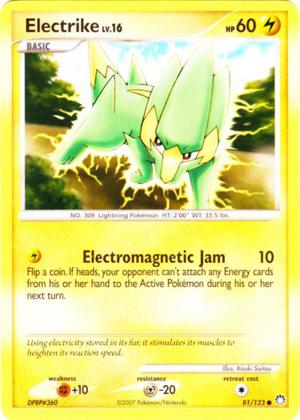 Electrike LV.16 HP 60
BASIC
Illus. Kouki Saitou
NO. 309 Lightning Pokémon HT: 2'00" WT: 33.5 lbs.
Electromagnetic Jam 10
Flip a coin. If heads, your opponent can't attach any Energy cards
from his or her hand to the Active Pokémon during his or her
next turn.
Using electricity stored in its fur, it stimulates its muscles to
heighten its reaction speed.
weakness resistance retreat cost
+10 -20
DPBP#360 ©2007 Pokémon/Nintendo 81/123